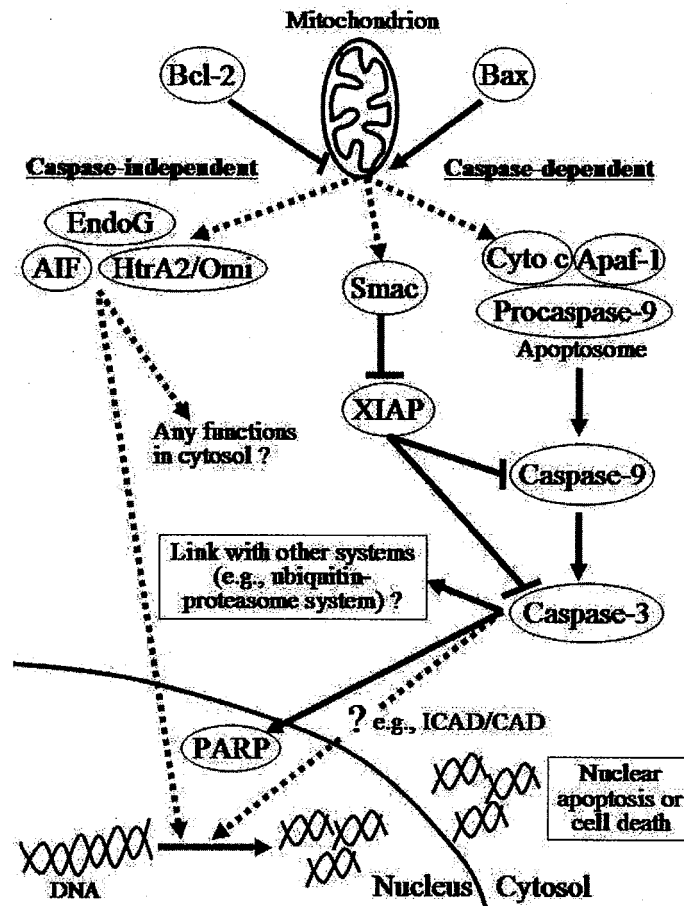 Mitochondrion
Bcl-2
Bax
Caspase-independent
Caspase-dependent
EndoG
AIF
HtrA2/Omi
Smac
Cyto c
Apaf-1
Procaspase-9
Apoptosome
XIAP
Any functions
in cytosol ?
Caspase-9
Link with other systems
(e.g., ubiquitin-
proteasome system) ?
Caspase-3
? e.g., ICAD/CAD
PARP
Nuclear
apoptosis or
cell death
DNA
Nucleus
Cytosol